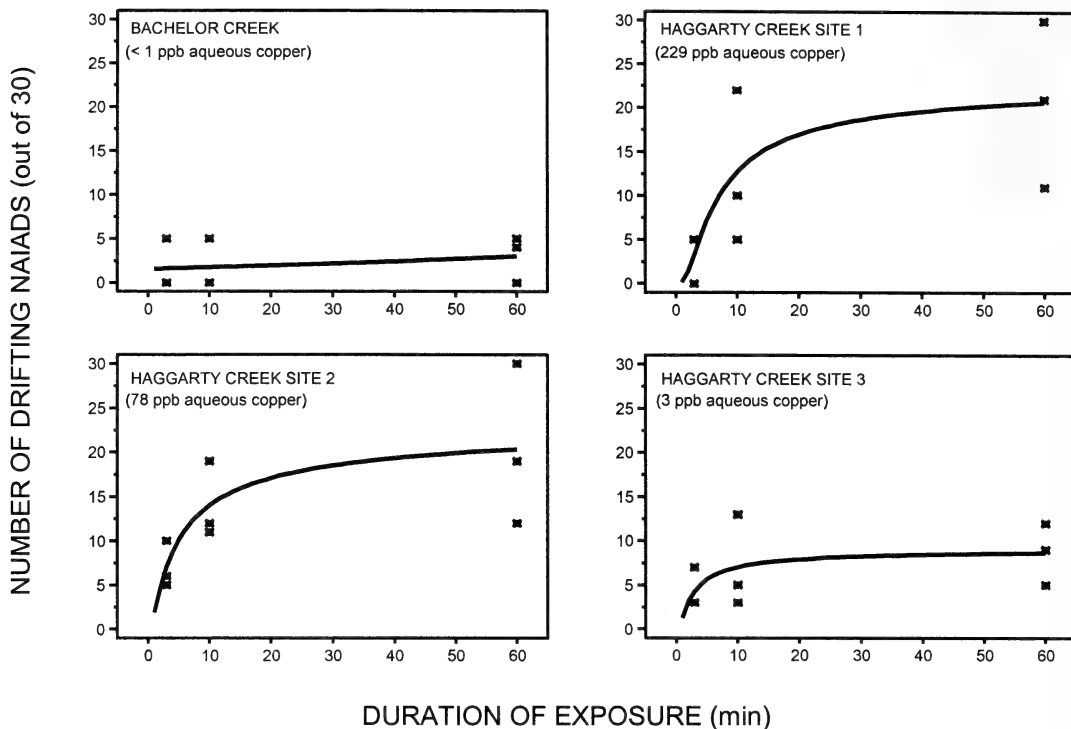 NUMBER OF DRIFTING NAIADS (out of 30)
BACHELOR CREEK
(< 1 ppb aqueous copper)
30
25
20
15
10
5
0
0 10 20 30 40 50 60
HAGGARTY CREEK SITE 1
(229 ppb aqueous copper)
30
25
20
15
10
5
0
0 10 20 30 40 50 60
HAGGARTY CREEK SITE 2
(78 ppb aqueous copper)
30
25
20
15
10
5
0
0 10 20 30 40 50 60
HAGGARTY CREEK SITE 3
(3 ppb aqueous copper)
30
25
20
15
10
5
0
0 10 20 30 40 50 60
DURATION OF EXPOSURE (min)